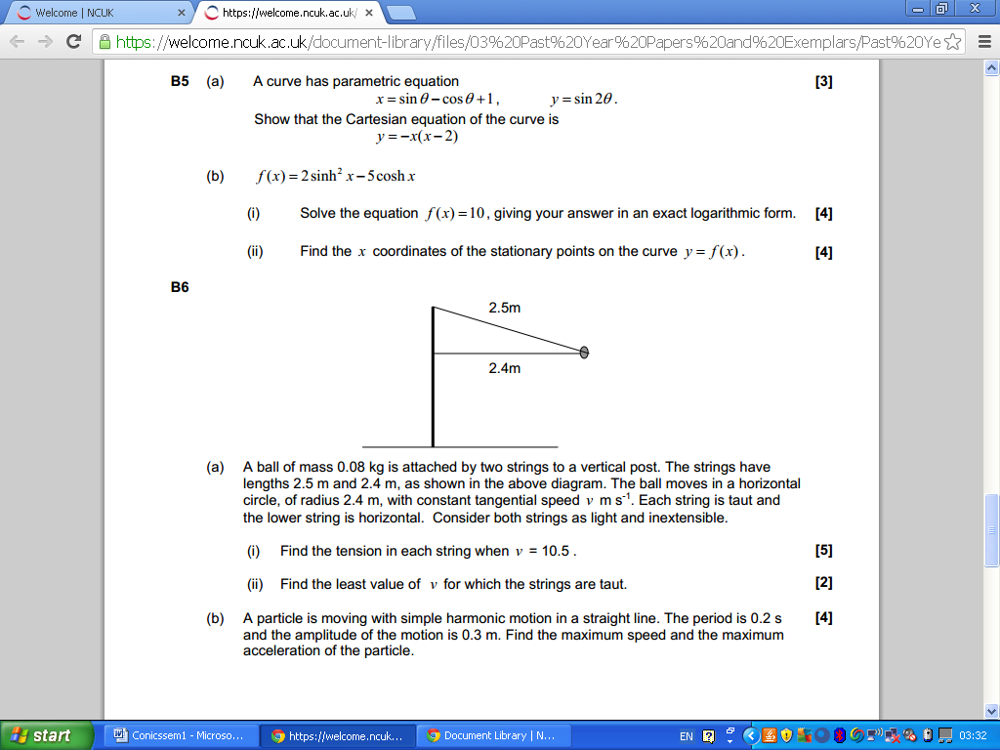 Welcome | NCUK
https://welcome.ncuk.ac.uk/
https://welcome.ncuk.ac.uk/document-library/files/03%20Past%20Year%20Papers%20and%20Exemplars/Past%20Ye
B5 (a) A curve has parametric equation [3]
x = sin θ − cos θ + 1, y = sin 2θ.
Show that the Cartesian equation of the curve is
y = −x(x − 2)
(b) f(x) = 2 sinh² x − 5 cosh x
(i) Solve the equation f(x) = 10, giving your answer in an exact logarithmic form. [4]
(ii) Find the x coordinates of the stationary points on the curve y = f(x). [4]
B6
2.5m
2.4m
(a) A ball of mass 0.08 kg is attached by two strings to a vertical post. The strings have
lengths 2.5 m and 2.4 m, as shown in the above diagram. The ball moves in a horizontal
circle, of radius 2.4 m, with constant tangential speed v m s⁻¹. Each string is taut and
the lower string is horizontal. Consider both strings as light and inextensible.
(i) Find the tension in each string when v = 10.5 . [5]
(ii) Find the least value of v for which the strings are taut. [2]
(b) A particle is moving with simple harmonic motion in a straight line. The period is 0.2 s [4]
and the amplitude of the motion is 0.3 m. Find the maximum speed and the maximum
acceleration of the particle.
start
Conicssem1 - Microso...
https://welcome.ncuk...
Document Library | N...
EN
03:32